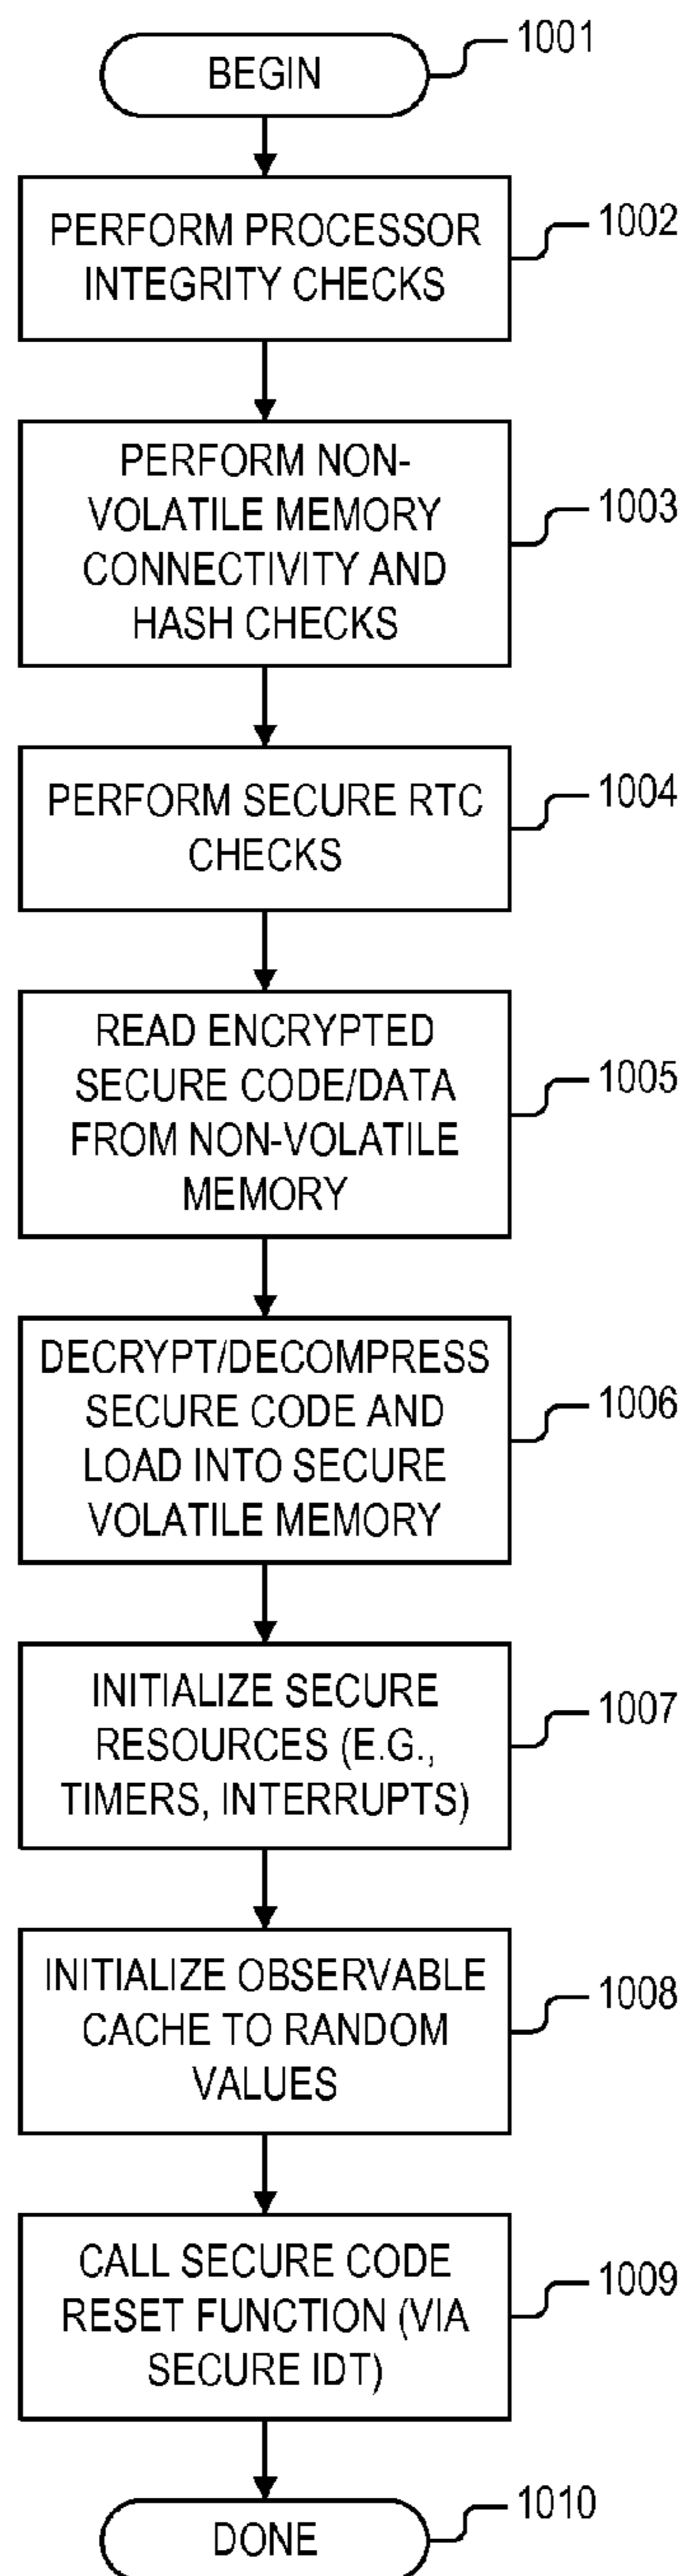 BEGIN
1001
PERFORM PROCESSOR
INTEGRITY CHECKS
1002
PERFORM NON-
VOLATILE MEMORY
CONNECTIVITY AND
HASH CHECKS
1003
PERFORM SECURE RTC
CHECKS
1004
READ ENCRYPTED
SECURE CODE/DATA
FROM NON-VOLATILE
MEMORY
1005
DECRYPT/DECOMPRESS
SECURE CODE AND
LOAD INTO SECURE
VOLATILE MEMORY
1006
INITIALIZE SECURE
RESOURCES (E.G.,
TIMERS, INTERRUPTS)
1007
INITIALIZE OBSERVABLE
CACHE TO RANDOM
VALUES
1008
CALL SECURE CODE
RESET FUNCTION (VIA
SECURE IDT)
1009
DONE
1010